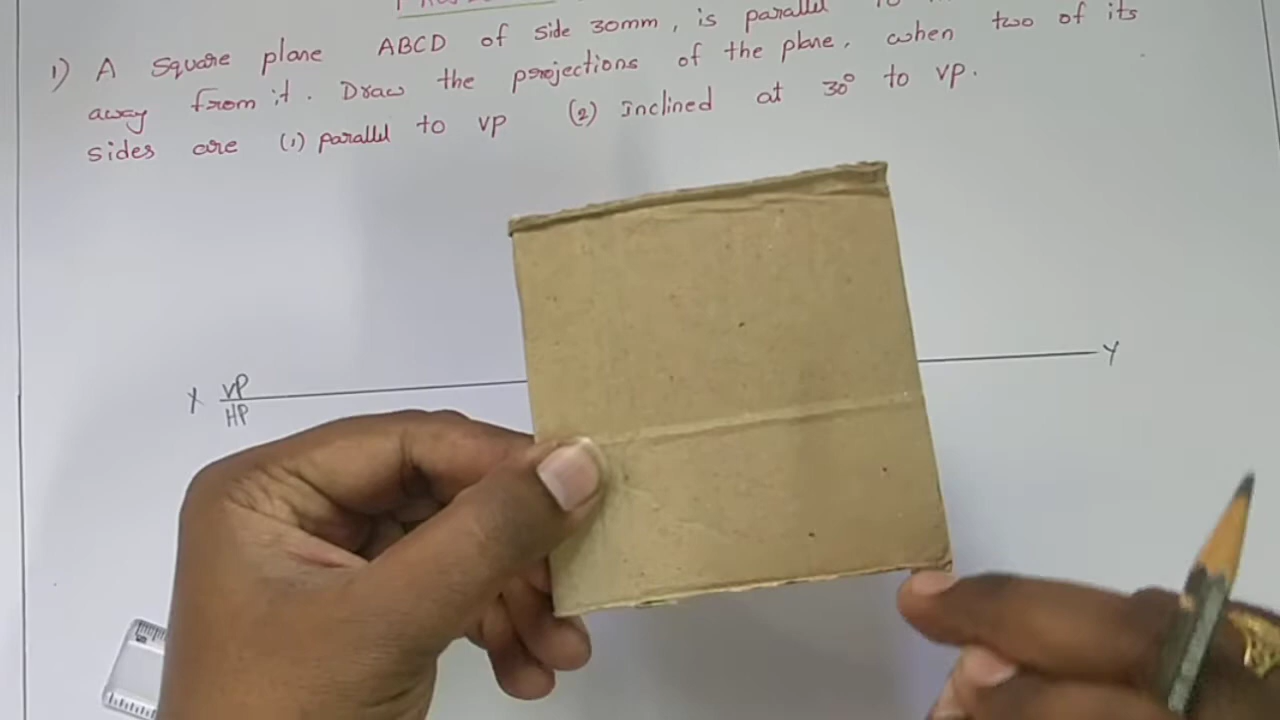 1) A square plane ABCD of side 30mm, is parallel
away from it. Draw the projections of the plane, when two of its
sides are (1) parallel to VP (2) Inclined at 30° to VP.
X VP Y
HP